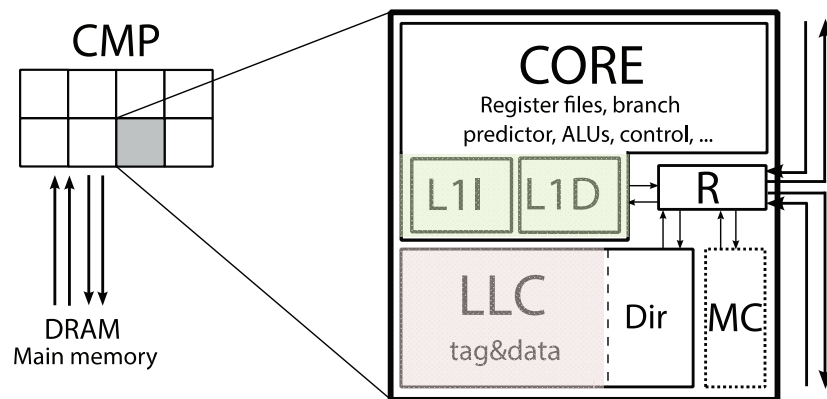 CMP
DRAM
Main memory
CORE
Register files, branch
predictor, ALUs, control, ...
L1I
L1D
R
LLC
tag&data
Dir
MC